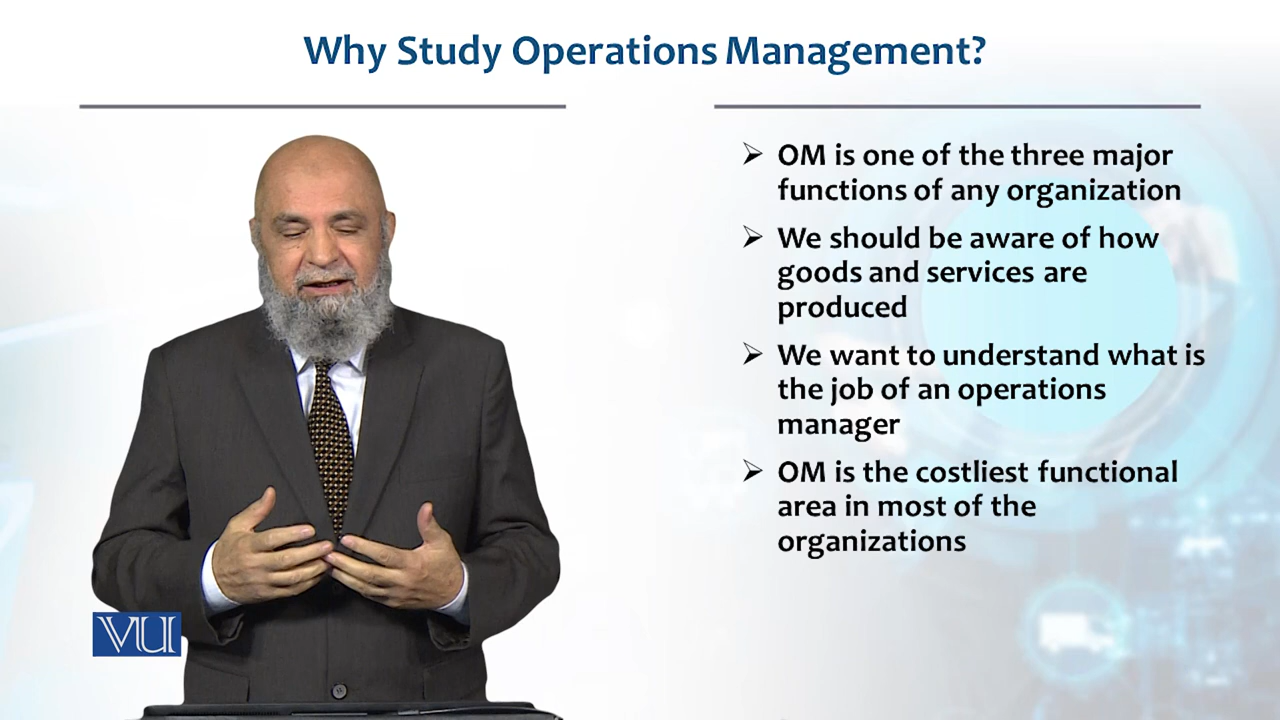 Why Study Operations Management?
➢ OM is one of the three major
functions of any organization
➢ We should be aware of how
goods and services are
produced
➢ We want to understand what is
the job of an operations
manager
➢ OM is the costliest functional
area in most of the
organizations
VU